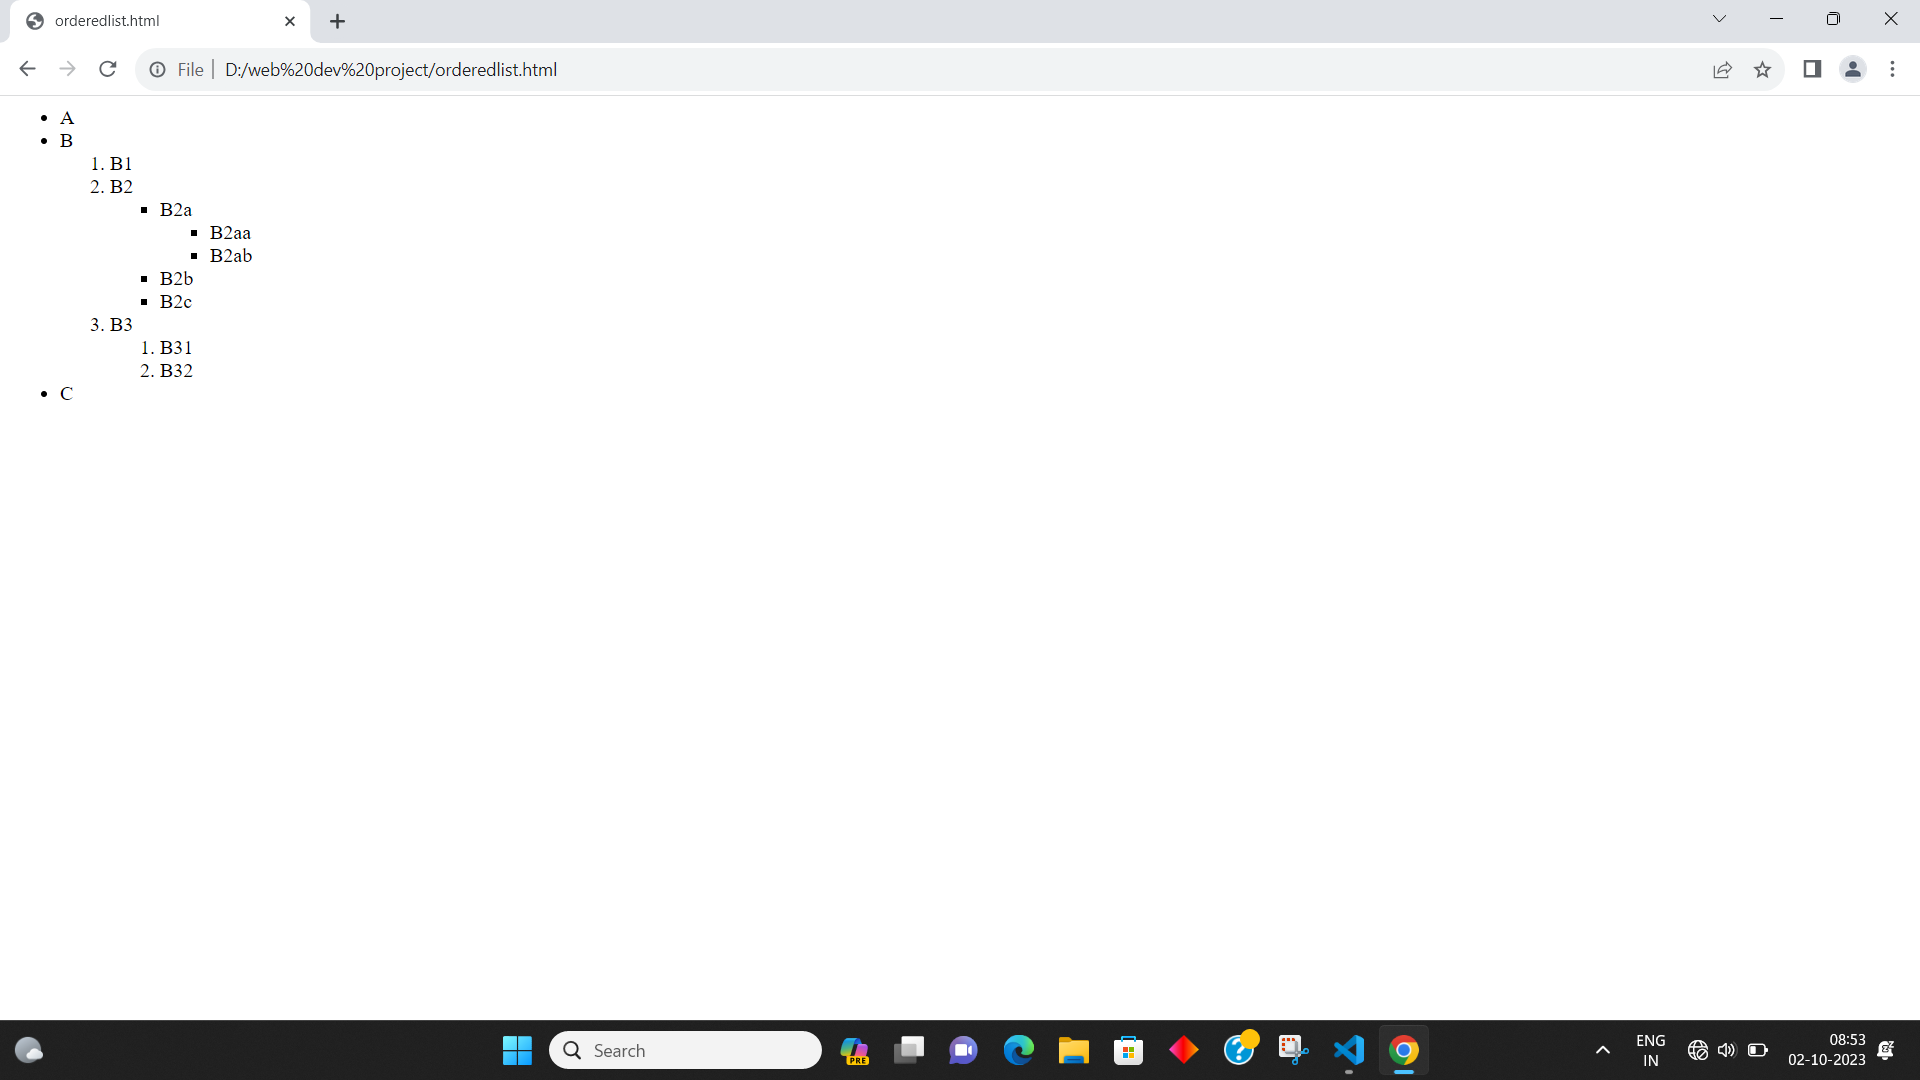 orderedlist.html
File D:/web%20dev%20project/orderedlist.html
• A
• B
1. B1
2. B2
▪ B2a
▪ B2aa
▪ B2ab
▪ B2b
▪ B2c
3. B3
1. B31
2. B32
• C
Search
PRE
ENG
IN
08:53
02-10-2023